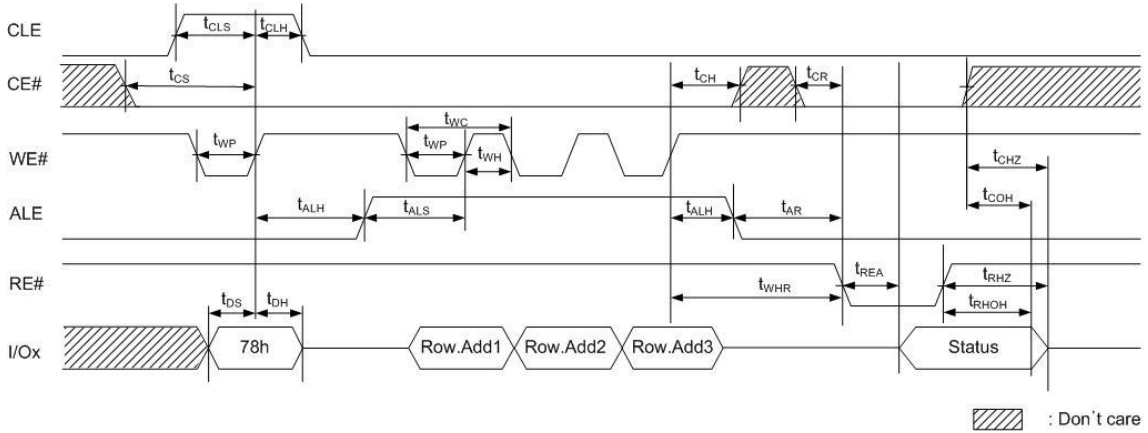 CLE
tCLS
tCLH
CE#
tCS
tCH
tCR
WE#
tWP
tWC
tWP
tWH
tCHZ
ALE
tALH
tALS
tALH
tAR
tCOH
RE#
tWHR
tREA
tRHZ
tDS
tDH
tRHOH
I/Ox
78h
Row.Add1
Row.Add2
Row.Add3
Status
: Don`t care